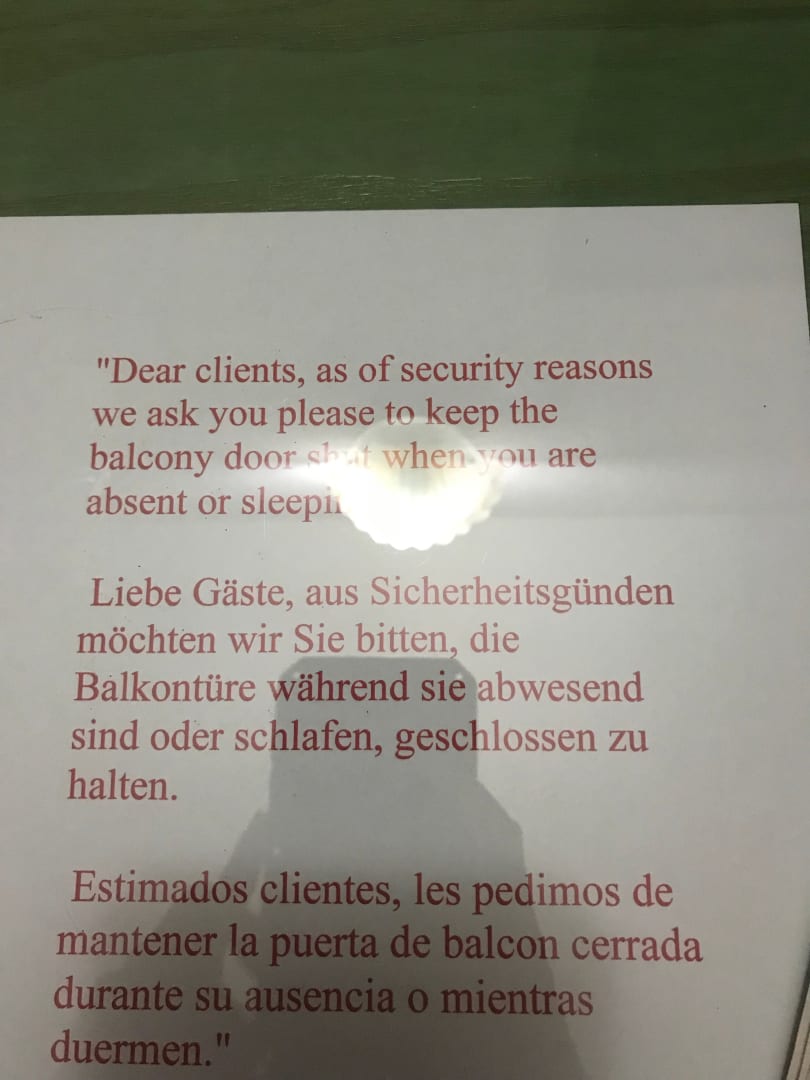 "Dear clients, as of security reasons
we ask you please to keep the
balcony door shut when you are
absent or
Liebe Gäste, aus Sicherheitsgünden
möchten wir Sie bitten, die
Balkontüre während sie abwesend
sind oder schlafen, geschlossen zu
halten.
Estimados clientes, les pedimos de
mantener la puerta de balcon cerrada
durante su ausencia o mientras
duermen."